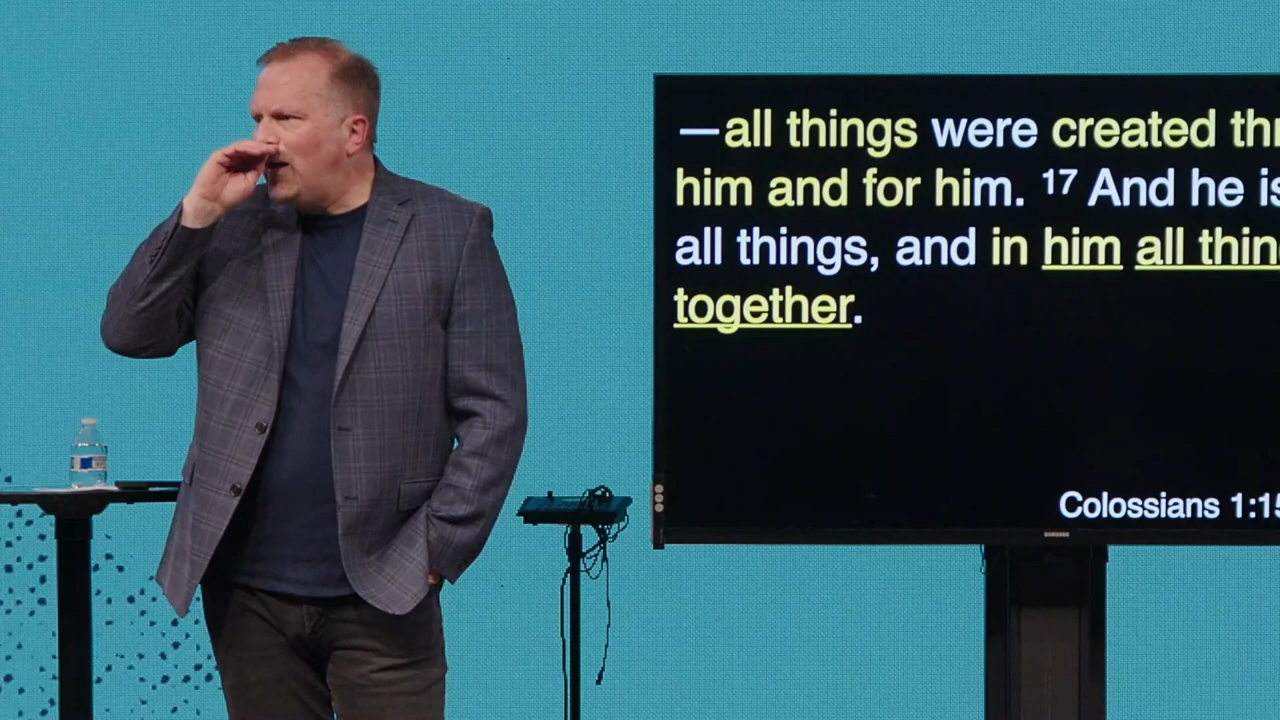 —all things were created thr
him and for him. 17 And he is
all things, and in him all thin
together.
Colossians 1:15
SAMSUNG